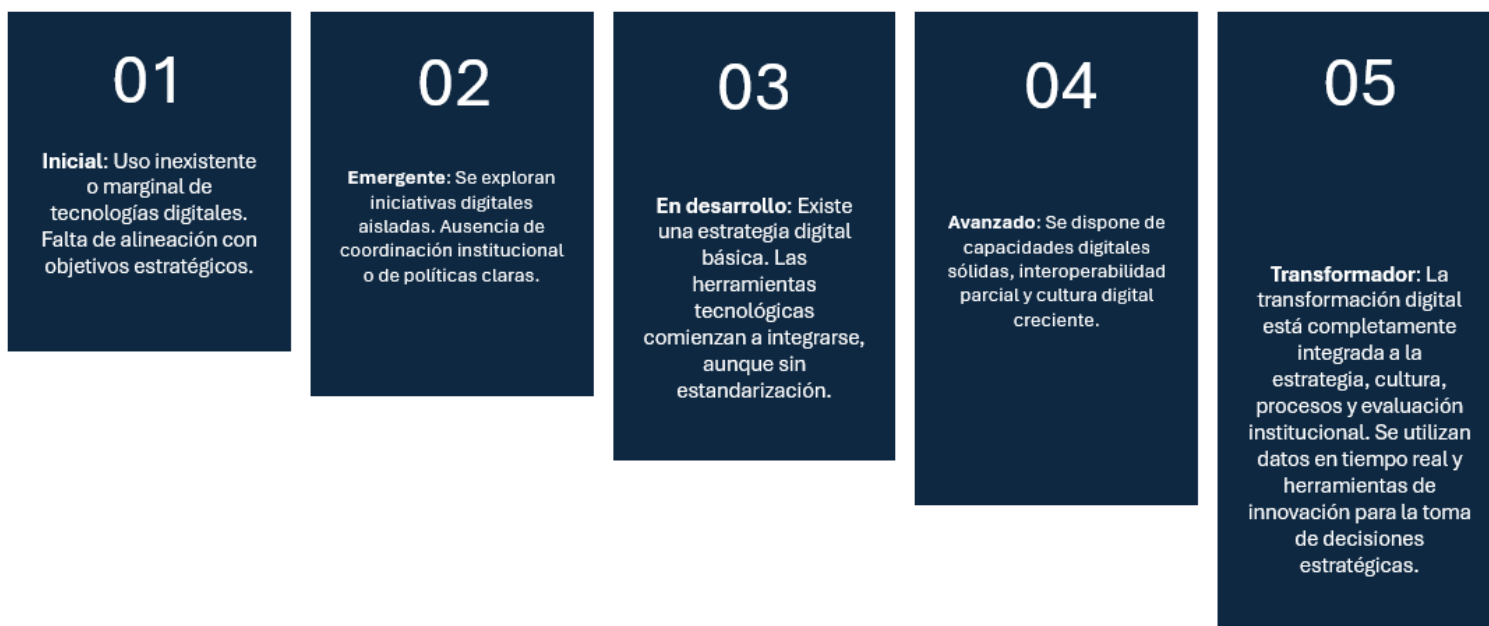 01
Inicial: Uso inexistente
o marginal de
tecnologías digitales.
Falta de alineación con
objetivos estratégicos.
02
Emergente: Se exploran
iniciativas digitales
aisladas. Ausencia de
coordinación institucional
o de políticas claras.
03
En desarrollo: Existe
una estrategia digital
básica. Las
herramientas
tecnológicas
comienzan a integrarse,
aunque sin
estandarización.
04
Avanzado: Se dispone de
capacidades digitales
sólidas, interoperabilidad
parcial y cultura digital
creciente.
05
Transformador: La
transformación digital
está completamente
integrada a la
estrategia, cultura,
procesos y evaluación
institucional. Se utilizan
datos en tiempo real y
herramientas de
innovación para la toma
de decisiones
estratégicas.